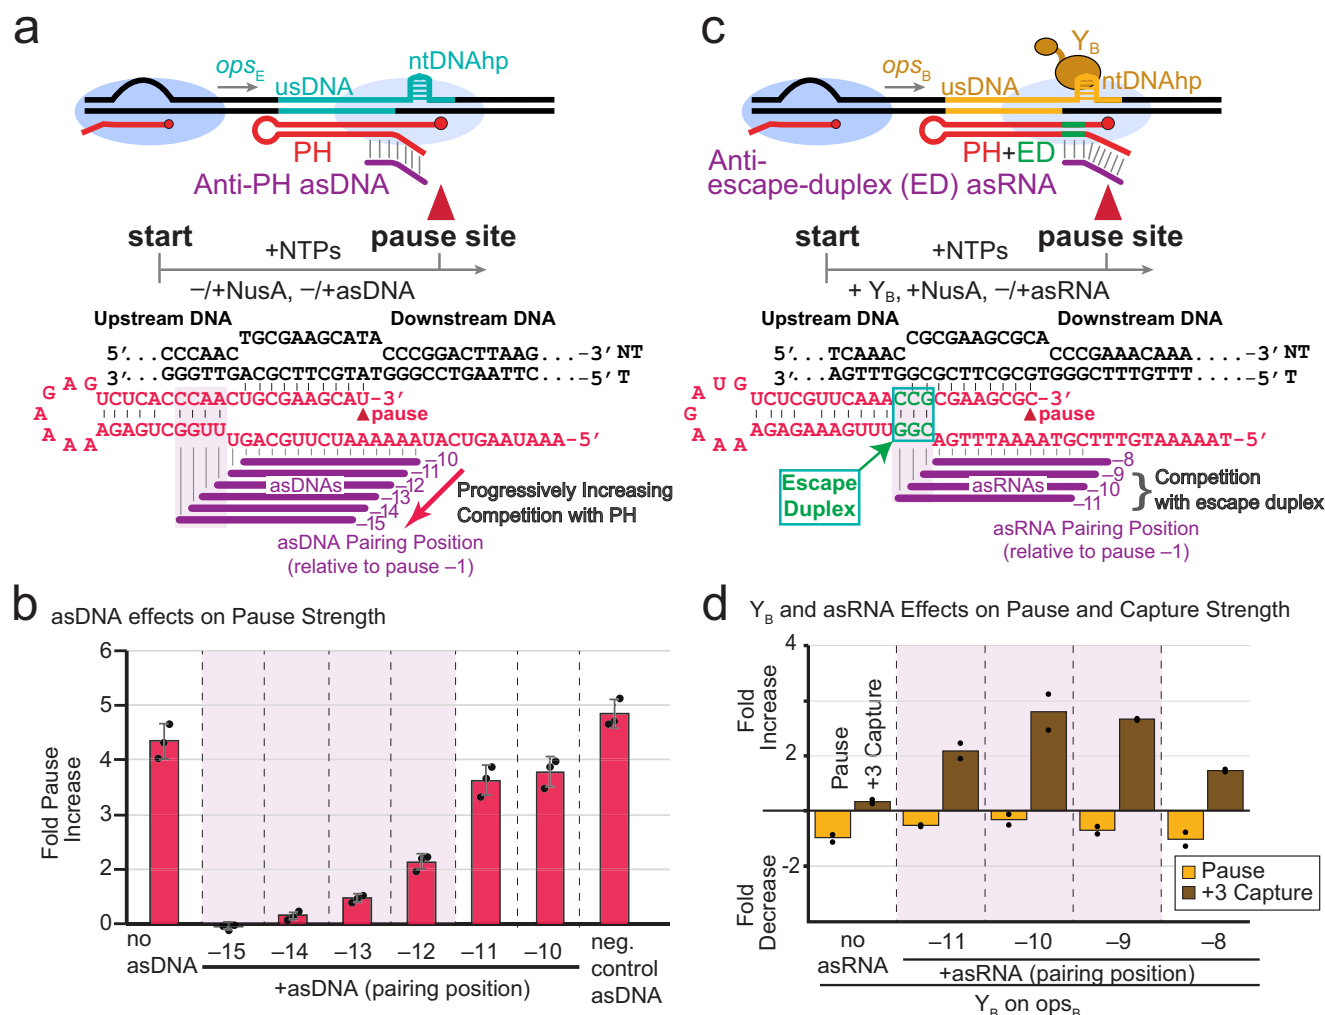 a
ops_E
usDNA
ntDNAhp
PH
Anti-PH asDNA
start
pause site
+NTPs
−/+NusA, −/+asDNA
Upstream DNA
Downstream DNA
TGCGAAGCATA
5′...CCCAAC
CCCGGACTTAAG....−3′ NT
3′...GGGTTGACGCTTCGTATGGGCCTGAATTC....−5′ T
GAG
A
A
AAA
UCUCACCCAACUGCGAAGCAU−3′
pause
AGAGUCGGUU
UGACGUUCUAAAAAAUACUGAAUAAA−5′
asDNAs
−10
−11
−12
−13
−14
−15
Progressively Increasing
Competition with PH
asDNA Pairing Position
(relative to pause −1)
b
asDNA effects on Pause Strength
Fold Pause
Increase
6
5
4
3
2
0
no
asDNA
−15
−14
−13
−12
−11
−10
neg.
control
asDNA
+asDNA (pairing position)
c
ops_B
usDNA
Y_B
ntDNAhp
PH+ED
Anti-
escape-duplex (ED) asRNA
start
pause site
+NTPs
+ Y_B, +NusA, −/+asRNA
Upstream DNA
Downstream DNA
CGCGAAGCGCA
5′...TCAAAC
CCCGAAACAAA....−3′ NT
3′...AGTTTGGCGCTTCGCGTGGGCTTTGTTT....−5′ T
AUG
G
AAA
UCUCGUUCAAACCGCGAAGCGC−3′
pause
AGAGAAAGUUUGGC
AGTTTAAAATGCTTTGTAAAAAT−5′
Escape
Duplex
asRNAs
−8
−9
−10
−11
} Competition
with escape duplex
asRNA Pairing Position
(relative to pause −1)
d
Y_B and asRNA Effects on Pause and Capture Strength
Fold
Increase
Fold
Decrease
4
2
-2
Pause
+3 Capture
Pause
+3 Capture
no
asRNA
−11
−10
−9
−8
+asRNA (pairing position)
Y_B on ops_B